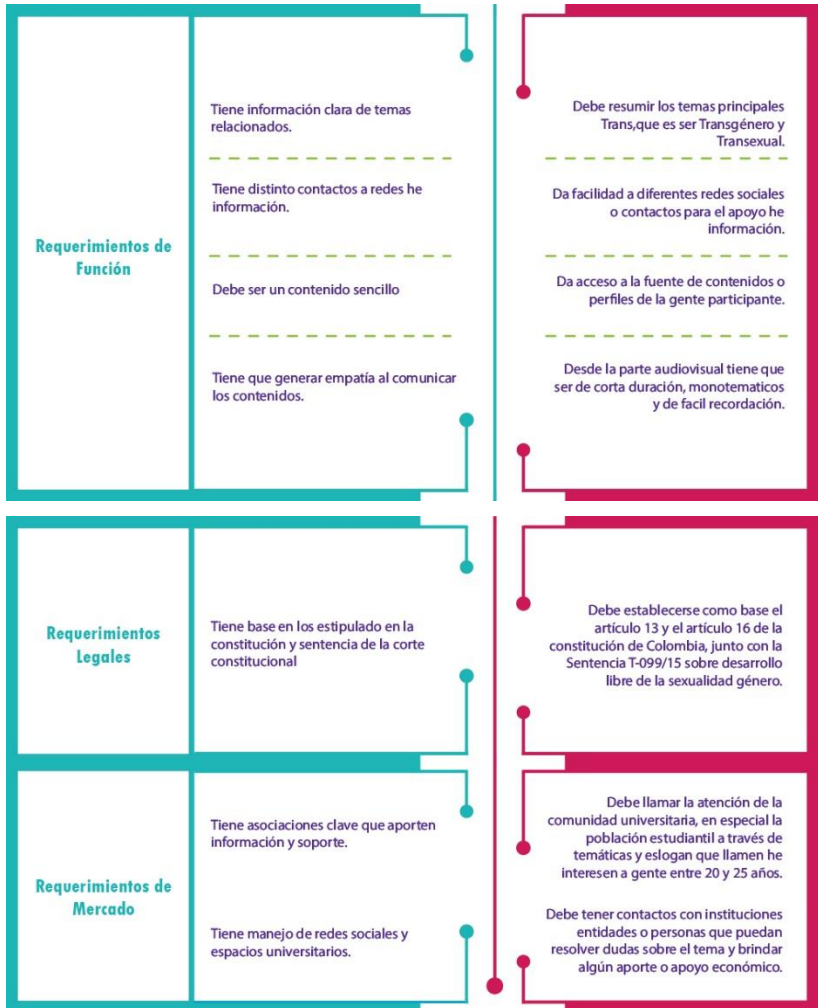 Requerimientos de
Función
Tiene información clara de temas
relacionados.
Debe resumir los temas principales
Trans,que es ser Transgénero y
Transexual.
Tiene distinto contactos a redes he
información.
Da facilidad a diferentes redes sociales
o contactos para el apoyo he
información.
Debe ser un contenido sencillo
Da acceso a la fuente de contenidos o
perfiles de la gente participante.
Tiene que generar empatía al comunicar
los contenidos.
Desde la parte audiovisual tiene que
ser de corta duración, monotematicos
y de facil recordación.
Requerimientos
Legales
Tiene base en los estipulado en la
constitución y sentencia de la corte
constitucional
Debe establecerse como base el
artículo 13 y el artículo 16 de la
constitución de Colombia, junto con la
Sentencia T-099/15 sobre desarrollo
libre de la sexualidad género.
Requerimientos de
Mercado
Tiene asociaciones clave que aporten
información y soporte.
Debe llamar la atención de la
comunidad universitaria, en especial la
población estudiantil a través de
temáticas y eslogan que llamen he
interesen a gente entre 20 y 25 años.
Tiene manejo de redes sociales y
espacios universitarios.
Debe tener contactos con instituciones
entidades o personas que puedan
resolver dudas sobre el tema y brindar
algún aporte o apoyo económico.